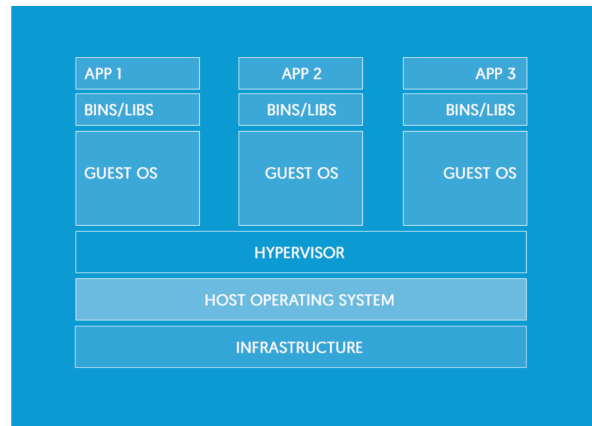 APP 1
APP 2
APP 3
BINS/LIBS
BINS/LIBS
BINS/LIBS
GUEST OS
GUEST OS
GUEST OS
HYPERVISOR
HOST OPERATING SYSTEM
INFRASTRUCTURE